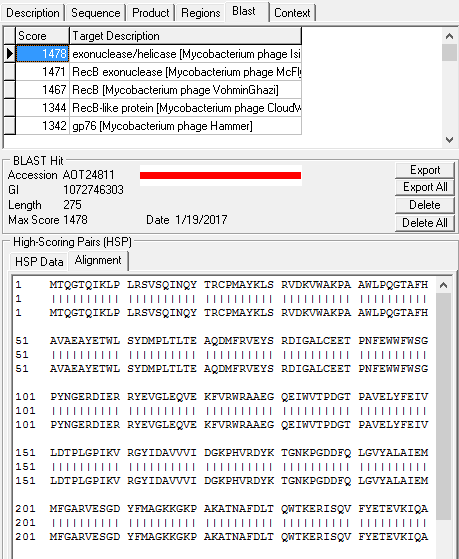 Description Sequence Product Regions Blast Context
Score Target Description
1478 exonuclease/helicase [Mycobacterium phage Isi
1471 RecB exonuclease [Mycobacterium phage McFly
1467 RecB [Mycobacterium phage VohminGhazi]
1344 RecB-like protein [Mycobacterium phage CloudW
1342 gp76 [Mycobacterium phage Hammer]
BLAST Hit
Accession AOT24811
GI 1072746303
Length 275
Max Score 1478 Date 1/19/2017
Export
Export All
Delete
Delete All
High-Scoring Pairs (HSP)
HSP Data Alignment
1 MTQGTQIKLP LRSVSQINQY TRCPMAYKLS RVDKVWAKPA AWLPQGTAFH
1 |||||||||| |||||||||| |||||||||| |||||||||| ||||||||||
1 MTQGTQIKLP LRSVSQINQY TRCPMAYKLS RVDKVWAKPA AWLPQGTAFH
51 AVAEAYETWL SYDMPLTLTE AQDMFRVEYS RDIGALCEET PNFEWWFWSG
51 |||||||||| |||||||||| |||||||||| |||||||||| ||||||||||
51 AVAEAYETWL SYDMPLTLTE AQDMFRVEYS RDIGALCEET PNFEWWFWSG
101 PYNGERDIER REYVGLEQVE KFVRWRAAEG QEIWVTPDGT PAVELYFEIV
101 |||||||||| |||||||||| |||||||||| |||||||||| ||||||||||
101 PYNGERDIER REYVGLEQVE KFVRWRAAEG QEIWVTPDGT PAVELYFEIV
151 LDTPLGPIKV RGYIDAVVVI DGKPHVRDYK TGNKPGDDFQ LGVYALAIEM
151 |||||||||| |||||||||| |||||||||| |||||||||| ||||||||||
151 LDTPLGPIKV RGYIDAVVVI DGKPHVRDYK TGNKPGDDFQ LGVYALAIEM
201 MFGARVESGD YFMAGKKGKP AKATNAFDLT QWTKERISQV FYETEVKIQA
201 |||||||||| |||||||||| |||||||||| |||||||||| ||||||||||
201 MFGARVESGD YFMAGKKGKP AKATNAFDLT QWTKERISQV FYETEVKIQA